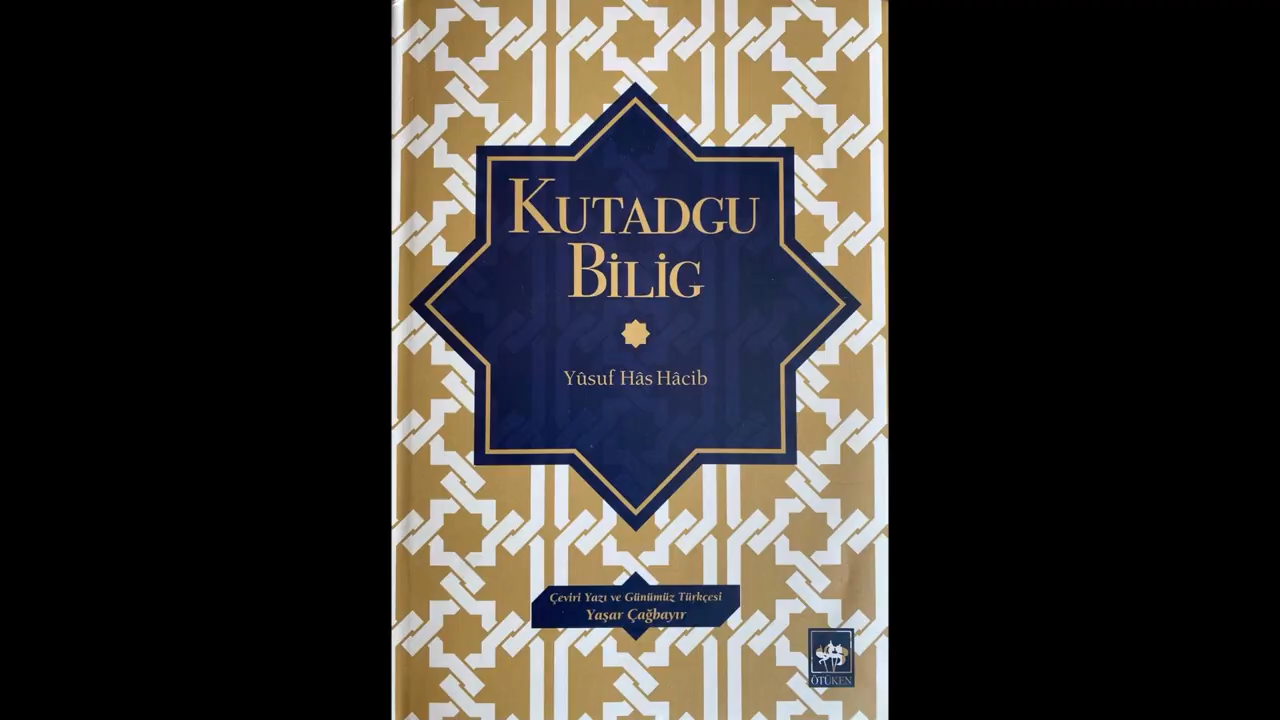 KUTADGU
BİLİG
Yûsuf Hâs Hâcib
Çeviri Yazı ve Günümüz Türkçesi
Yaşar Çağbayır
ÖTÜKEN